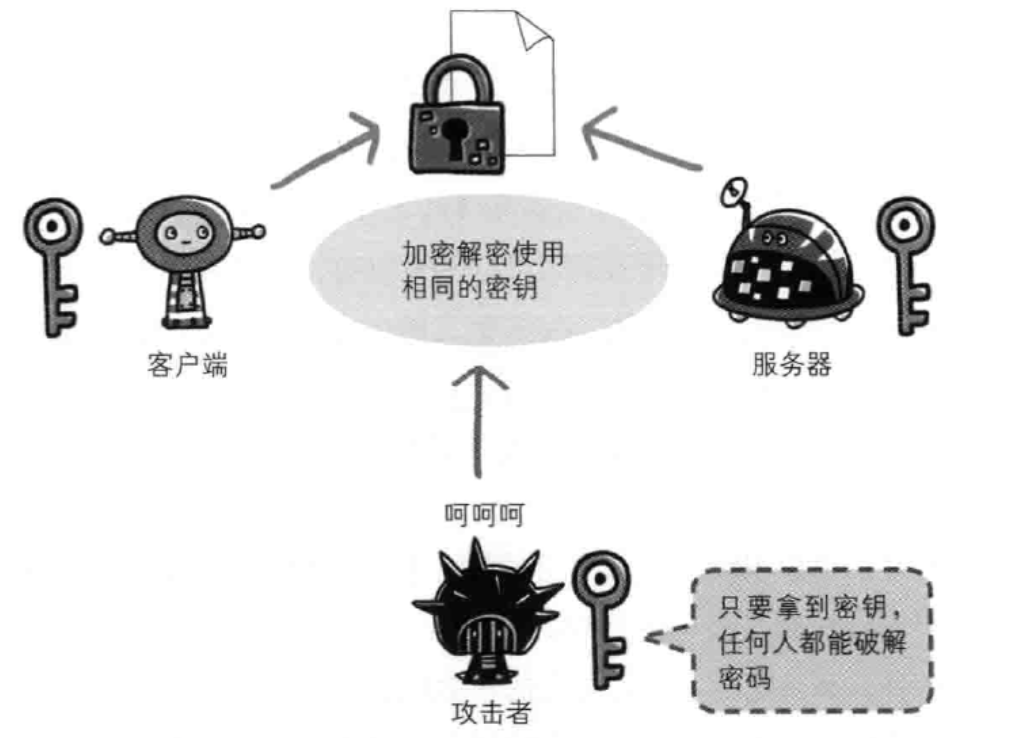 加密解密使用
相同的密钥
客户端
服务器
呵呵呵
攻击者
只要拿到密钥，
任何人都能破解
密码